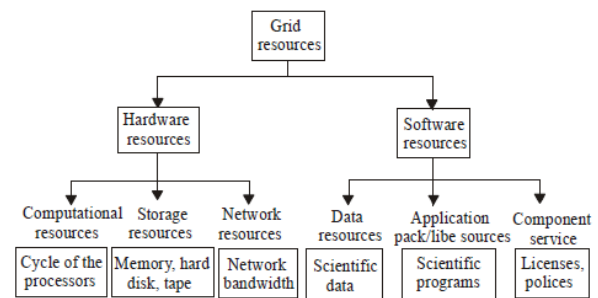 Grid
resources
Hardware
resources
Software
resources
Computational
resources
Storage
resources
Network
resources
Data
resources
Application
pack/libe sources
Component
service
Cycle of the
processors
Memory, hard
disk, tape
Network
bandwidth
Scientific
data
Scientific
programs
Licenses,
polices